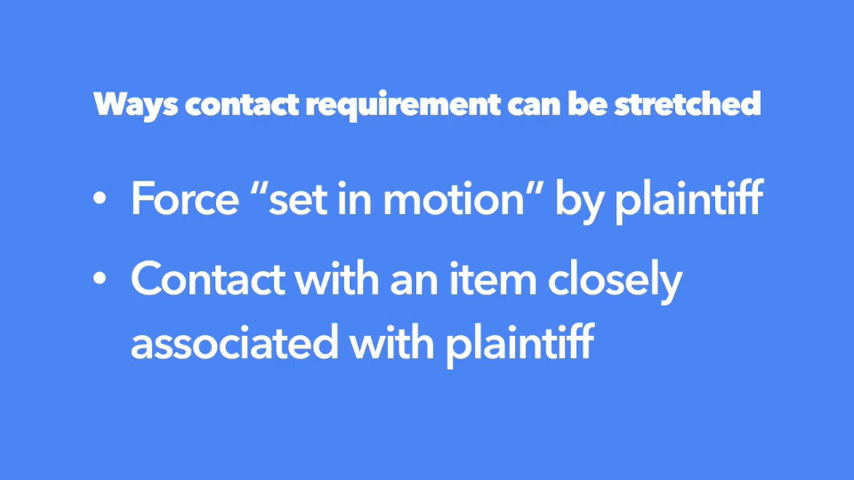 Ways contact requirement can be stretched
• Force “set in motion” by plaintiff
• Contact with an item closely
associated with plaintiff